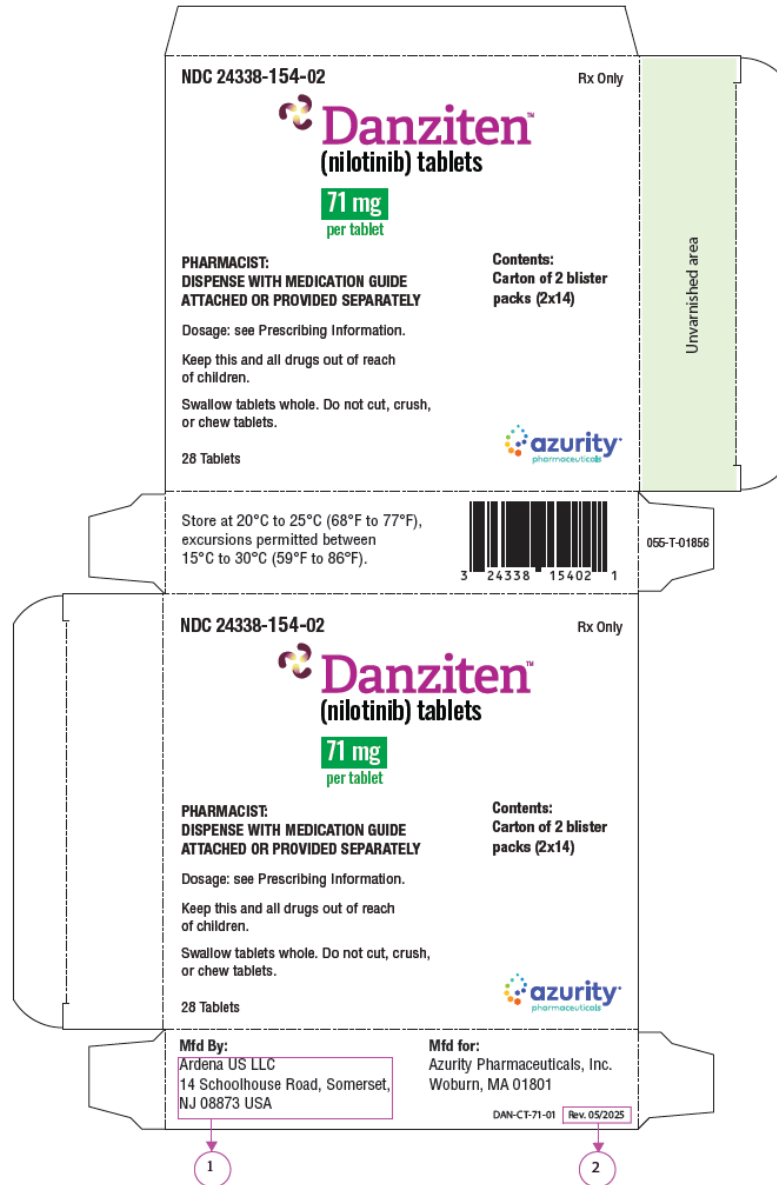 NDC 24338-154-02 Rx Only
Danziten™
(nilotinib) tablets
71 mg
per tablet
PHARMACIST:
DISPENSE WITH MEDICATION GUIDE
ATTACHED OR PROVIDED SEPARATELY
Contents:
Carton of 2 blister
packs (2x14)
Dosage: see Prescribing Information.
Keep this and all drugs out of reach
of children.
Swallow tablets whole. Do not cut, crush,
or chew tablets.
28 Tablets
azurity
pharmaceuticals
Unvarnished area
Store at 20°C to 25°C (68°F to 77°F),
excursions permitted between
15°C to 30°C (59°F to 86°F).
3 24338 15402 1
055-T-01856
NDC 24338-154-02 Rx Only
Danziten™
(nilotinib) tablets
71 mg
per tablet
PHARMACIST:
DISPENSE WITH MEDICATION GUIDE
ATTACHED OR PROVIDED SEPARATELY
Contents:
Carton of 2 blister
packs (2x14)
Dosage: see Prescribing Information.
Keep this and all drugs out of reach
of children.
Swallow tablets whole. Do not cut, crush,
or chew tablets.
28 Tablets
azurity
pharmaceuticals
Mfd By:
Ardena US LLC
14 Schoolhouse Road, Somerset,
NJ 08873 USA
Mfd for:
Azurity Pharmaceuticals, Inc.
Woburn, MA 01801
DAN-CT-71-01 Rev. 05/2025
1
2